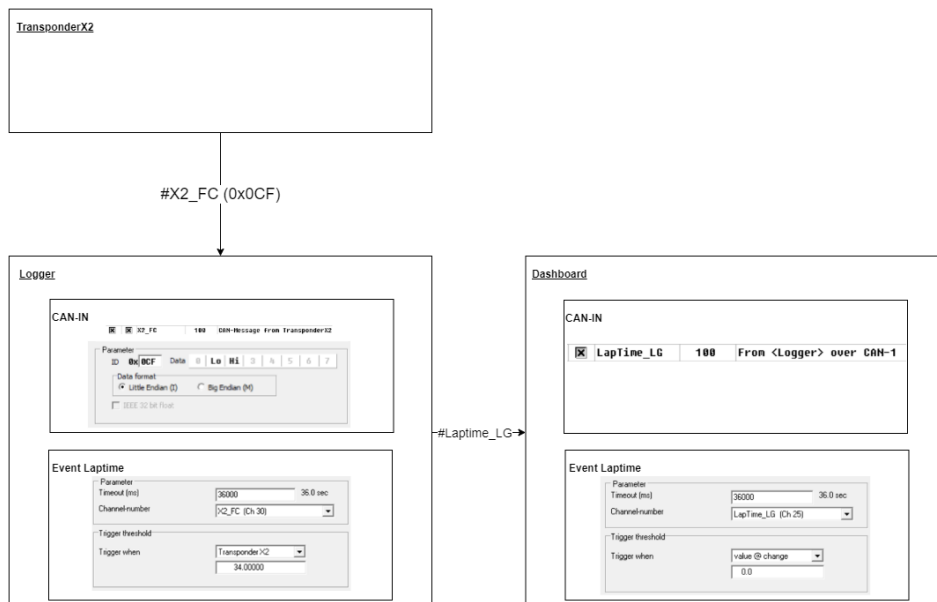 TransponderX2
#X2_FC (0x0CF)
Logger
CAN-IN
X2_FC 100 CAN-Message from TransponderX2
Parameter
ID 0x 0CF Data 0 Lo Hi 3 4 5 6 7
Data format
Little Endian (I) Big Endian (M)
IEEE 32 bit Float
Event Laptime
Parameter
Timeout (ms) 36000 36.0 sec
Channel-number X2_FC (Ch 30)
Trigger threshold
Trigger when Transponder X2
34.00000
#Laptime_LG
Dashboard
CAN-IN
LapTime_LG 100 From <Logger> over CAN-1
Event Laptime
Parameter
Timeout (ms) 36000 36.0 sec
Channel-number LapTime_LG (Ch 25)
Trigger threshold
Trigger when value @ change
0.0